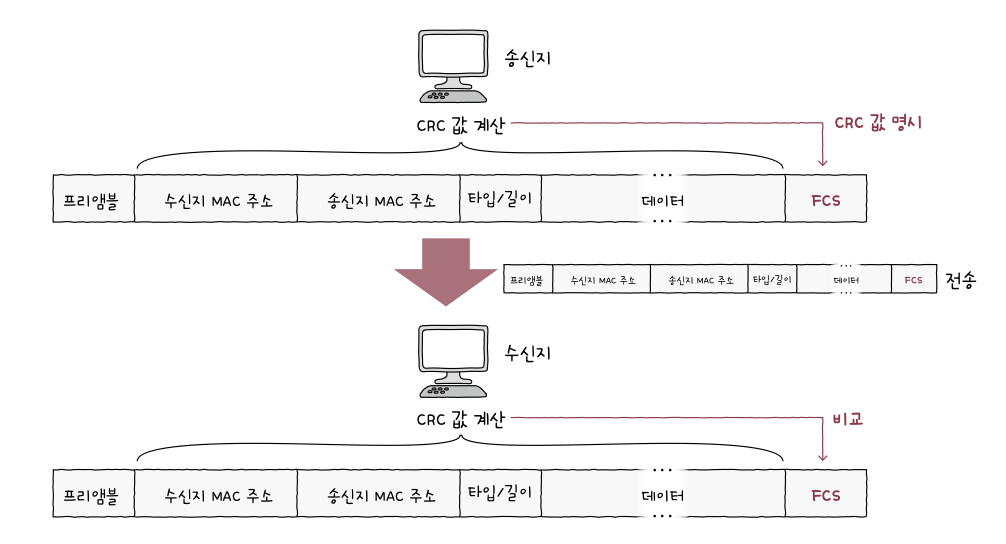 송신지
CRC 값 계산
CRC 값 명시
프리앰블 수신지 MAC 주소 송신지 MAC 주소 타입/길이 데이터 FCS
프리앰블 수신지 MAC 주소 송신지 MAC 주소 타입/길이 데이터 FCS 전송
수신지
CRC 값 계산
비교
프리앰블 수신지 MAC 주소 송신지 MAC 주소 타입/길이 데이터 FCS